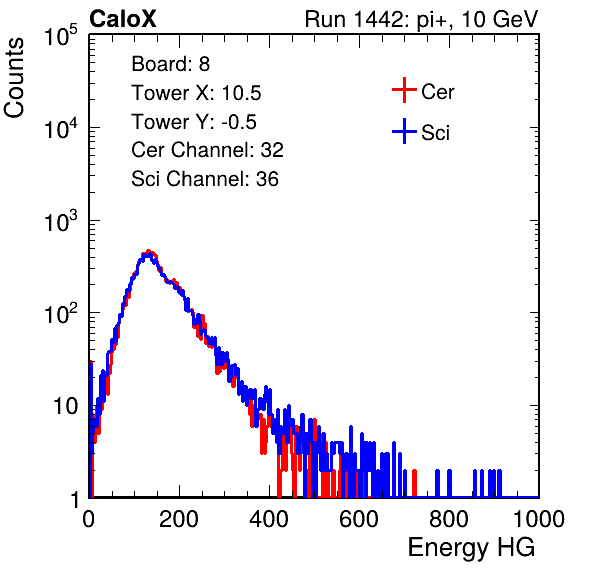 CaloX Run 1442: pi+, 10 GeV
Counts
10^5
10^4
10^3
10^2
10
1
Board: 8
Tower X: 10.5
Tower Y: -0.5
Cer Channel: 32
Sci Channel: 36
Cer
Sci
0 200 400 600 800 1000
Energy HG